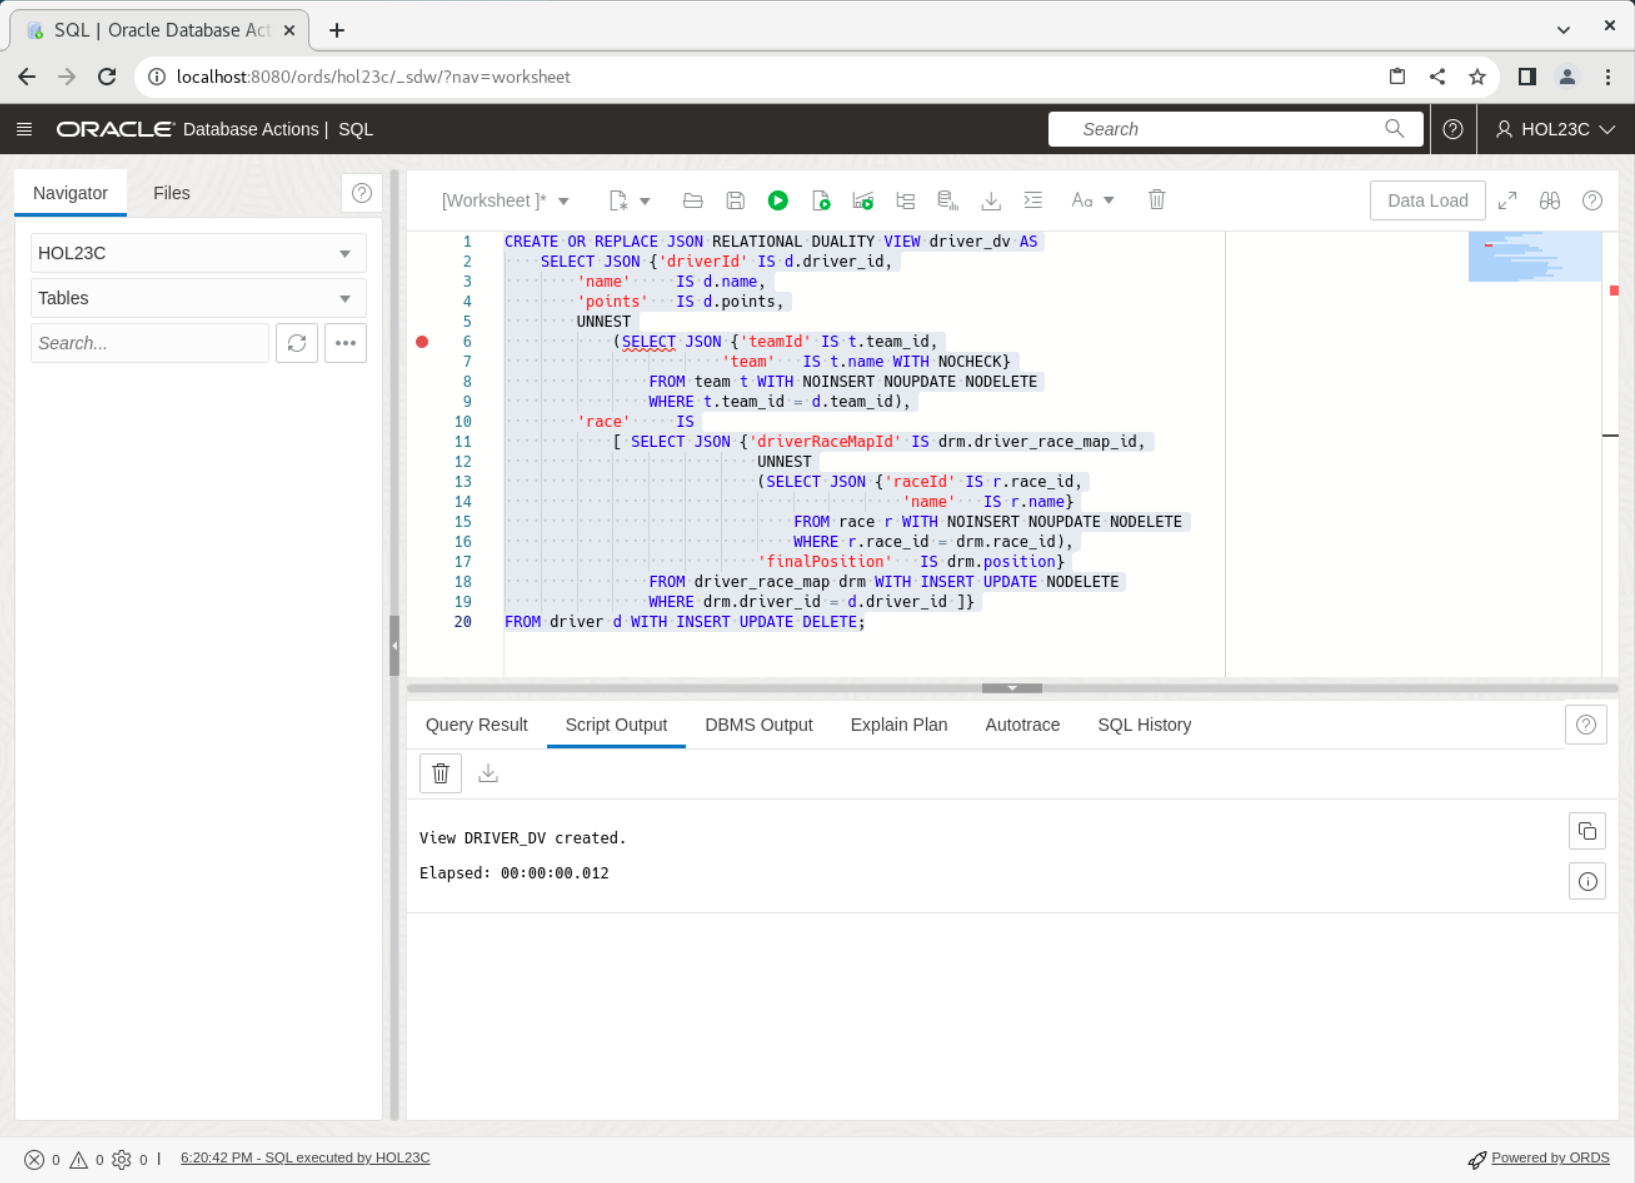 SQL | Oracle Database Act
localhost:8080/ords/hol23c/_sdw/?nav=worksheet
ORACLE Database Actions | SQL
Search
HOL23C
Navigator
Files
HOL23C
Tables
Search...
[Worksheet ]*
Aa
Data Load
1 CREATE OR REPLACE JSON RELATIONAL DUALITY VIEW driver_dv AS
2 SELECT JSON {'driverId' IS d.driver_id,
3 'name' IS d.name,
4 'points' IS d.points,
5 UNNEST
6 (SELECT JSON {'teamId' IS t.team_id,
7 'team' IS t.name WITH NOCHECK}
8 FROM team t WITH NOINSERT NOUPDATE NODELETE
9 WHERE t.team_id = d.team_id),
10 'race' IS
11 [ SELECT JSON {'driverRaceMapId' IS drm.driver_race_map_id,
12 UNNEST
13 (SELECT JSON {'raceId' IS r.race_id,
14 'name' IS r.name}
15 FROM race r WITH NOINSERT NOUPDATE NODELETE
16 WHERE r.race_id = drm.race_id),
17 'finalPosition' IS drm.position}
18 FROM driver_race_map drm WITH INSERT UPDATE NODELETE
19 WHERE drm.driver_id = d.driver_id ]}
20 FROM driver d WITH INSERT UPDATE DELETE;
Query Result
Script Output
DBMS Output
Explain Plan
Autotrace
SQL History
View DRIVER_DV created.
Elapsed: 00:00:00.012
0 0 0 | 6:20:42 PM - SQL executed by HOL23C
Powered by ORDS